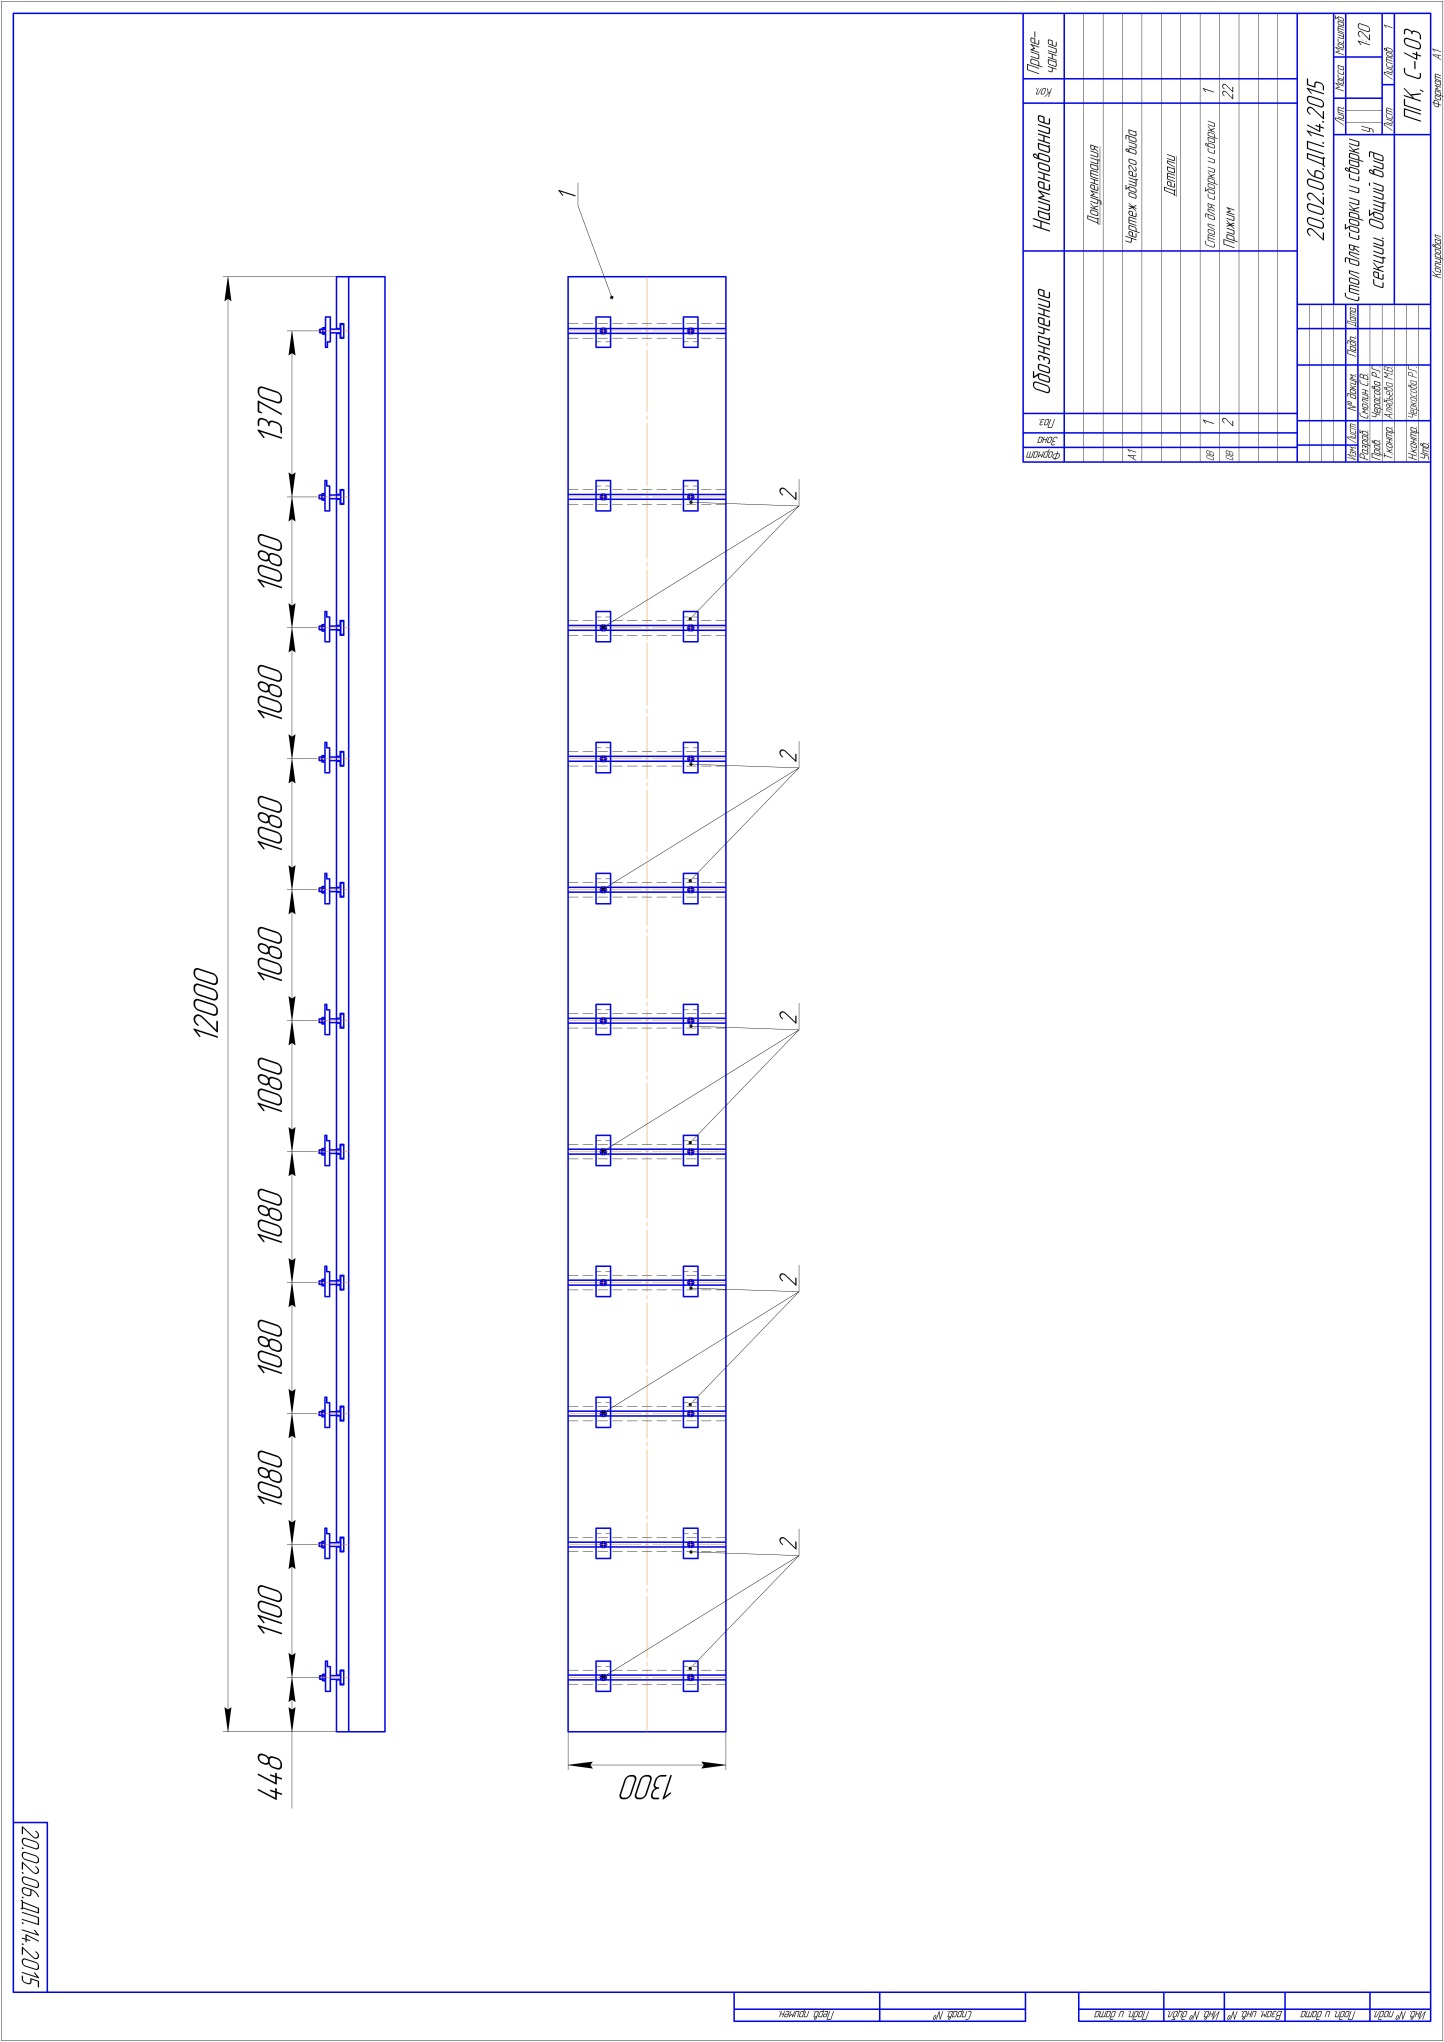 20.02.06.ДП.14.2015
12000
448
1100
1080
1080
1080
1080
1080
1080
1080
1080
1370
1300
1
2
2
2
2
2
Формат
Зона
Поз.
Обозначение
Наименование
Кол.
Приме-
чание
Документация
А1
Чертеж общего вида
Детали
ОВ 1 Стол для сборки и сварки 1
ОВ 2 Прижим 22
20.02.06.ДП.14.2015
Изм. Лист № докум. Подп. Дата
Разраб. Смолин С.В.
Пров. Черкасова Р.Г.
Т.контр. Алябьева М.В.
Н.контр. Черкасова Р.Г.
Утв.
Стол для сборки и сварки
секции. Общий вид
Лит. Масса Масштаб
у 1:20
Лист Листов 1
ПГК, С-403
Копировал
Формат А1
Перв. примен.
Справ. №
Подп. и дата
Инв. № дубл.
Взам. инв. №
Подп. и дата
Инв. № подл.